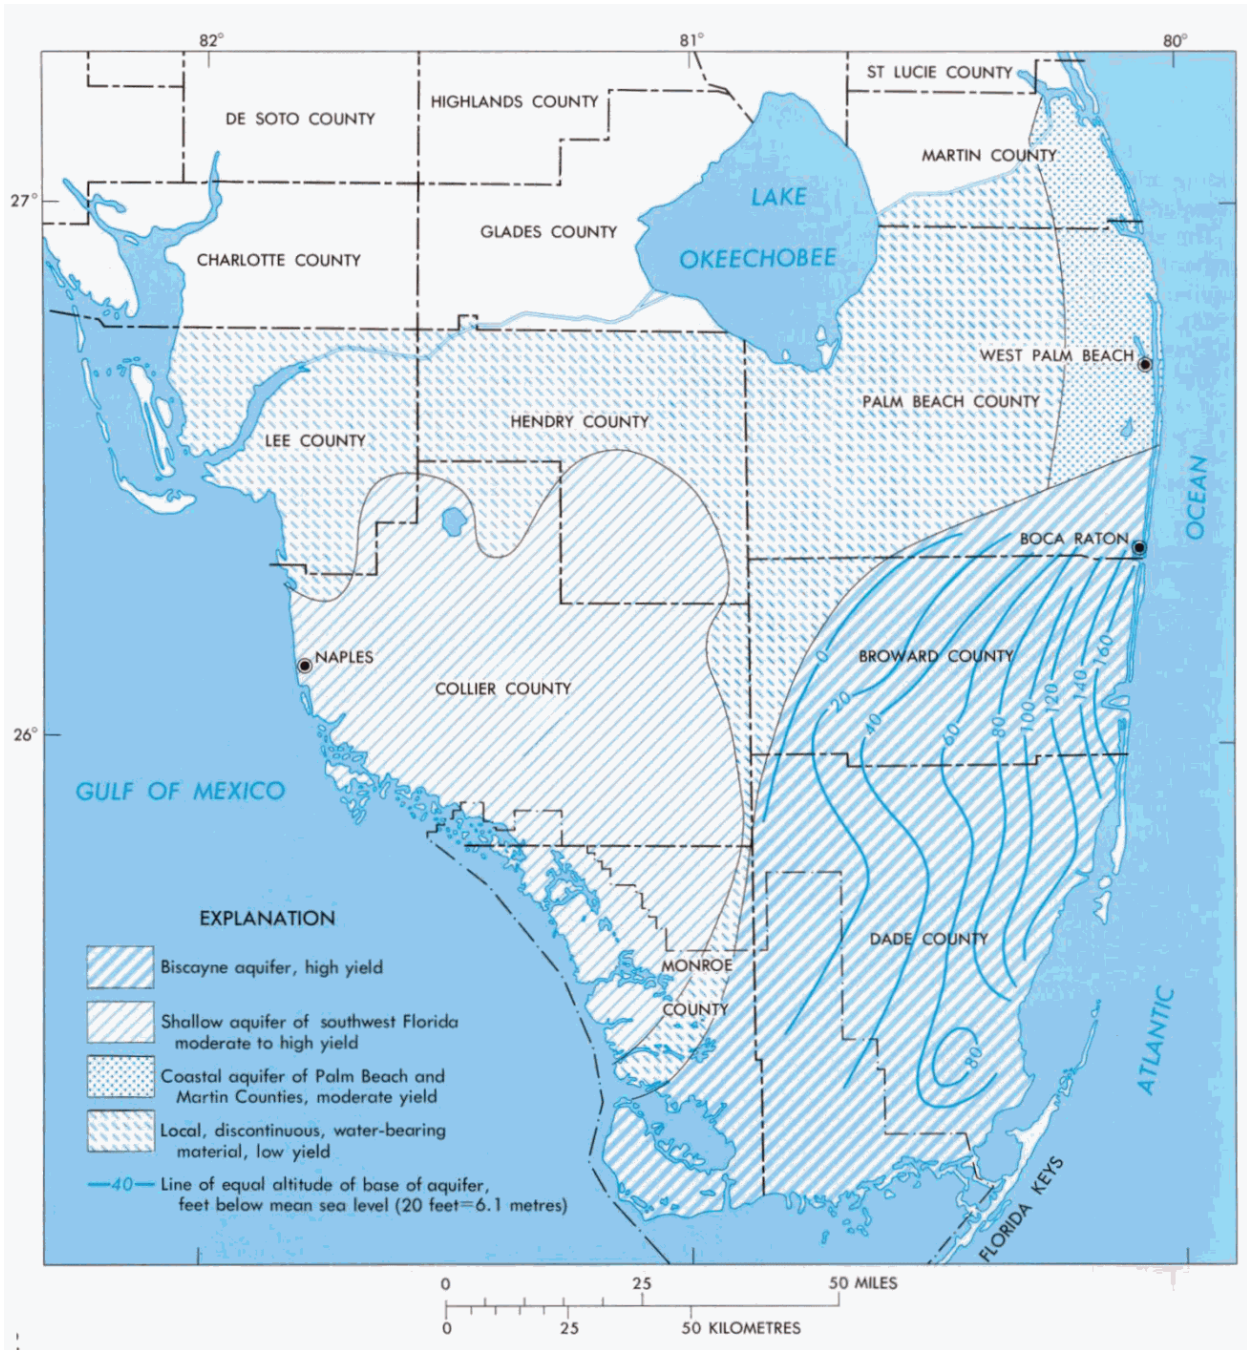 82°
81°
80°
ST LUCIE COUNTY
HIGHLANDS COUNTY
DE SOTO COUNTY
MARTIN COUNTY
27°
LAKE
OKEECHOBEE
GLADES COUNTY
CHARLOTTE COUNTY
WEST PALM BEACH
PALM BEACH COUNTY
HENDRY COUNTY
LEE COUNTY
OCEAN
BOCA RATON
NAPLES
BROWARD COUNTY
COLLIER COUNTY
0
20
40
60
80
100
120
140
160
26°
GULF OF MEXICO
DADE COUNTY
MONROE
COUNTY
80
ATLANTIC
FLORIDA KEYS
EXPLANATION
Biscayne aquifer, high yield
Shallow aquifer of southwest Florida
moderate to high yield
Coastal aquifer of Palm Beach and
Martin Counties, moderate yield
Local, discontinuous, water-bearing
material, low yield
40 Line of equal altitude of base of aquifer,
feet below mean sea level (20 feet=6.1 metres)
0 25 50 MILES
0 25 50 KILOMETRES